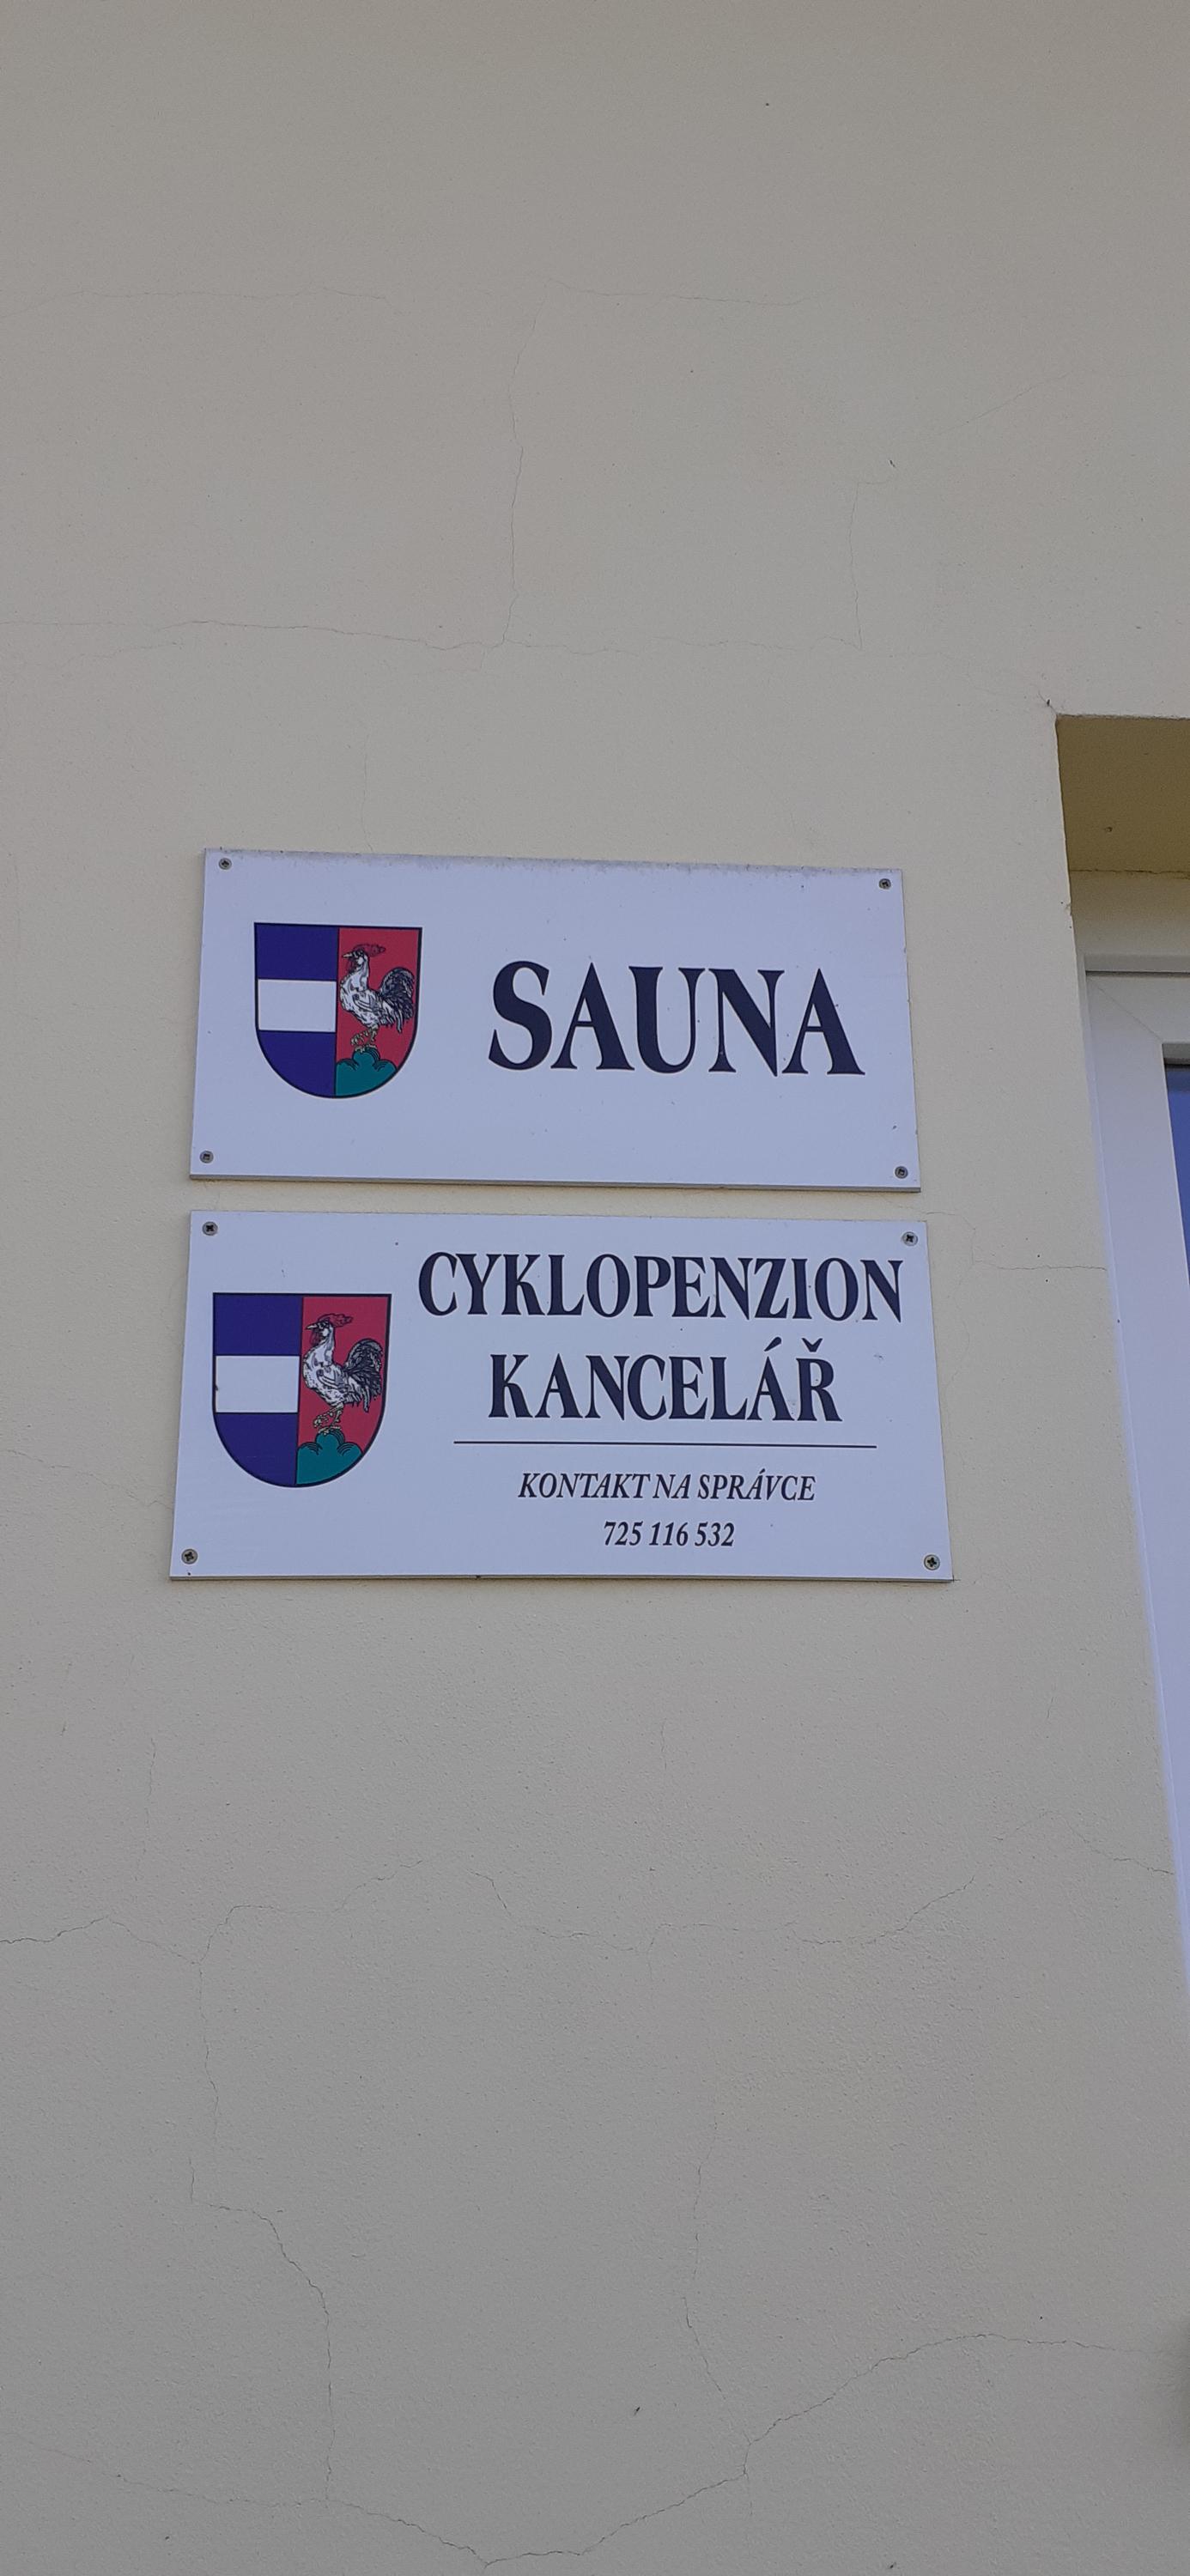 SAUNA
CYKLOPENZION
KANCELÁŘ
KONTAKT NA SPRÁVCE
725 116 532